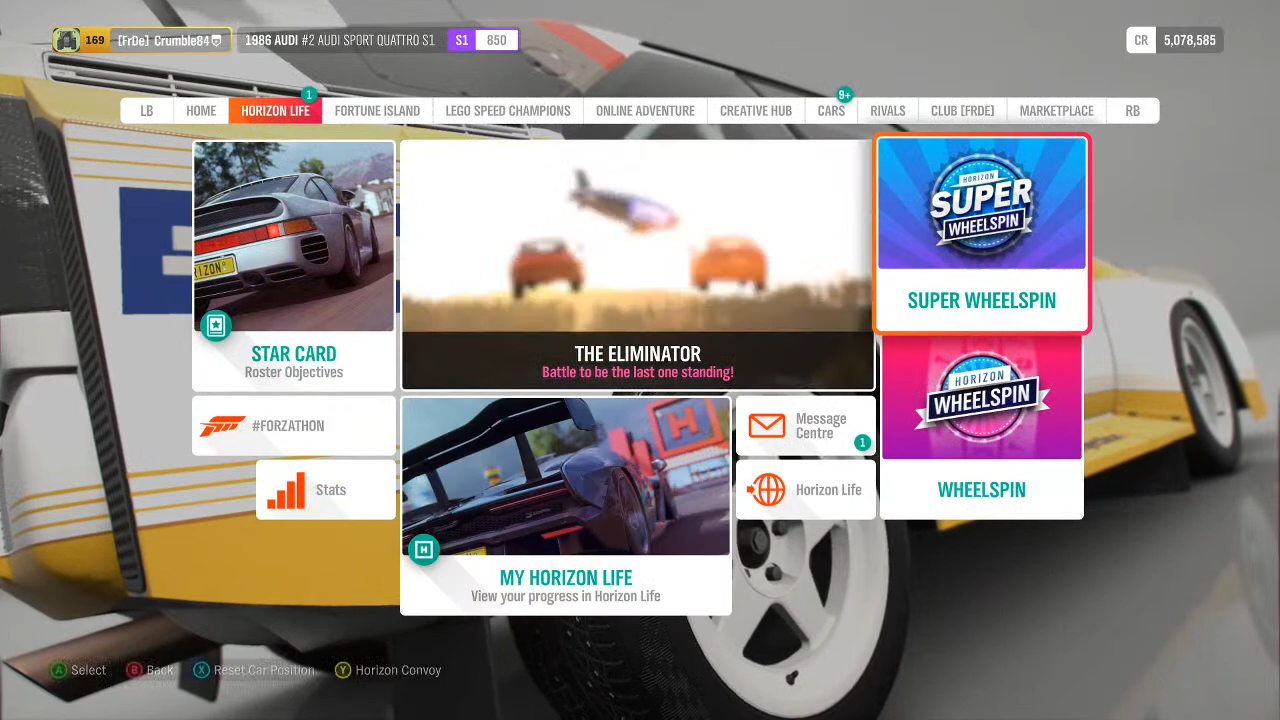 169 [FrDe] Crumble84
1986 AUDI #2 AUDI SPORT QUATTRO S1 S1 850
CR 5,078,585
1
9+
LB HOME HORIZON LIFE FORTUNE ISLAND LEGO SPEED CHAMPIONS ONLINE ADVENTURE CREATIVE HUB CARS RIVALS CLUB [FRDE] MARKETPLACE RB
HORIZON
SUPER
WHEELSPIN
SUPER WHEELSPIN
STAR CARD
Roster Objectives
THE ELIMINATOR
Battle to be the last one standing!
HORIZON
WHEELSPIN
WHEELSPIN
#FORZATHON
Stats
H
H
MY HORIZON LIFE
View your progress in Horizon Life
Message
Centre
1
Horizon Life
A Select B Back X Reset Car Position Y Horizon Convoy